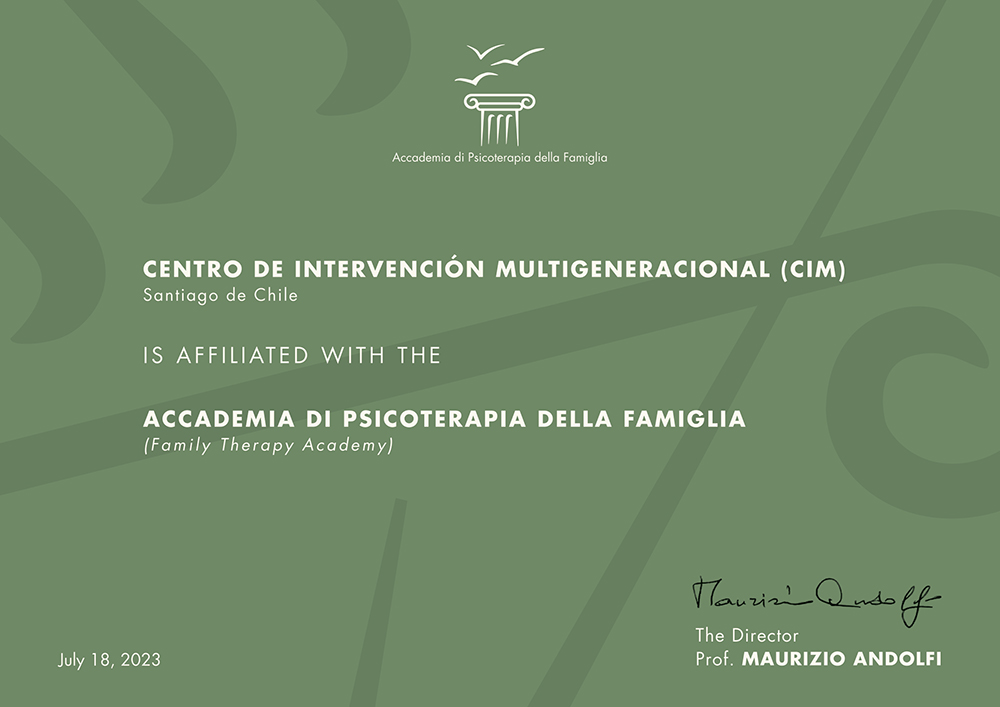 Accademia di Psicoterapia della Famiglia
CENTRO DE INTERVENCIÓN MULTIGENERACIONAL (CIM)
Santiago de Chile
IS AFFILIATED WITH THE
ACCADEMIA DI PSICOTERAPIA DELLA FAMIGLIA
(Family Therapy Academy)
Maurizio Andolfi
The Director
Prof. MAURIZIO ANDOLFI
July 18, 2023